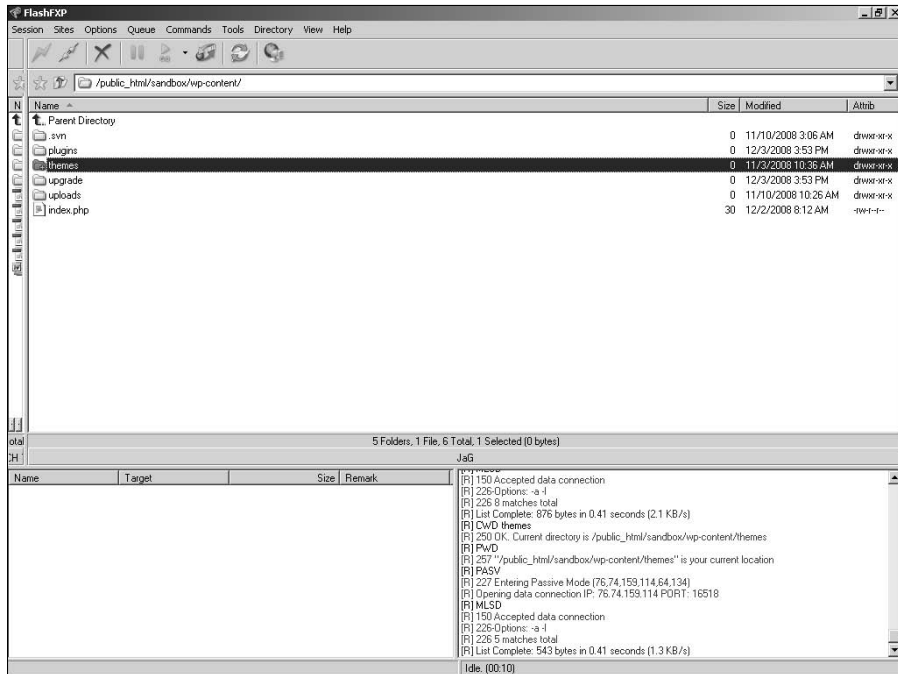 FlashFXP
Session Sites Options Queue Commands Tools Directory View Help
/public_html/sandbox/wp-content/
N Name Size Modified Attrib
Parent Directory
.svn 0 11/10/2008 3:06 AM drwxr-xr-x
plugins 0 12/3/2008 3:53 PM drwxr-xr-x
themes 0 11/3/2008 10:36 AM drwxr-xr-x
upgrade 0 12/3/2008 3:53 PM drwxr-xr-x
uploads 0 11/10/2008 10:26 AM drwxr-xr-x
index.php 30 12/2/2008 8:12 AM -rw-r--r--
otal 5 Folders, 1 File, 6 Total, 1 Selected (0 bytes)
JaG
Name Target Size Remark
[R] MLSD
[R] 150 Accepted data connection
[R] 226-Options: -a -l
[R] 226 8 matches total
[R] List Complete: 876 bytes in 0.41 seconds (2.1 KB/s)
[R] CWD themes
[R] 250 OK. Current directory is /public_html/sandbox/wp-content/themes
[R] PWD
[R] 257 "/public_html/sandbox/wp-content/themes" is your current location
[R] PASV
[R] 227 Entering Passive Mode (76,74,159,114,64,134)
[R] Opening data connection IP: 76.74.159.114 PORT: 16518
[R] MLSD
[R] 150 Accepted data connection
[R] 226-Options: -a -l
[R] 226 5 matches total
[R] List Complete: 543 bytes in 0.41 seconds (1.3 KB/s)
Idle. (00:10)